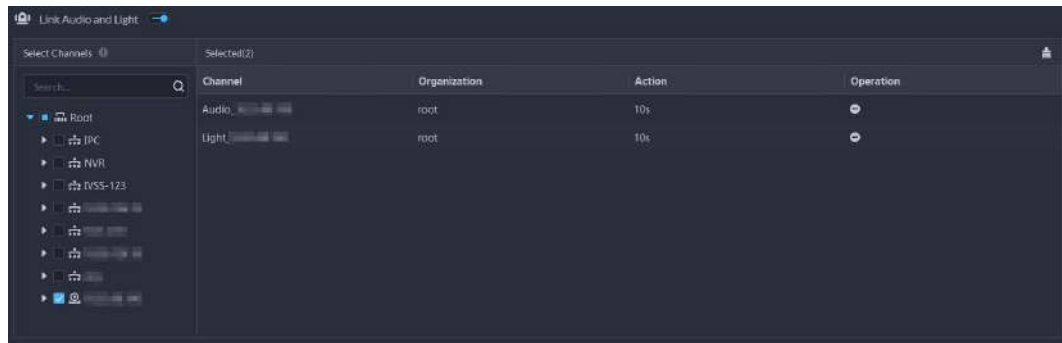 Link Audio and Light
Select Channels
Selected(2)
Search...
Channel Organization Action Operation
Audio_ root 10s
Light_ root 10s
Root
IPC
NVR
IVSS-123